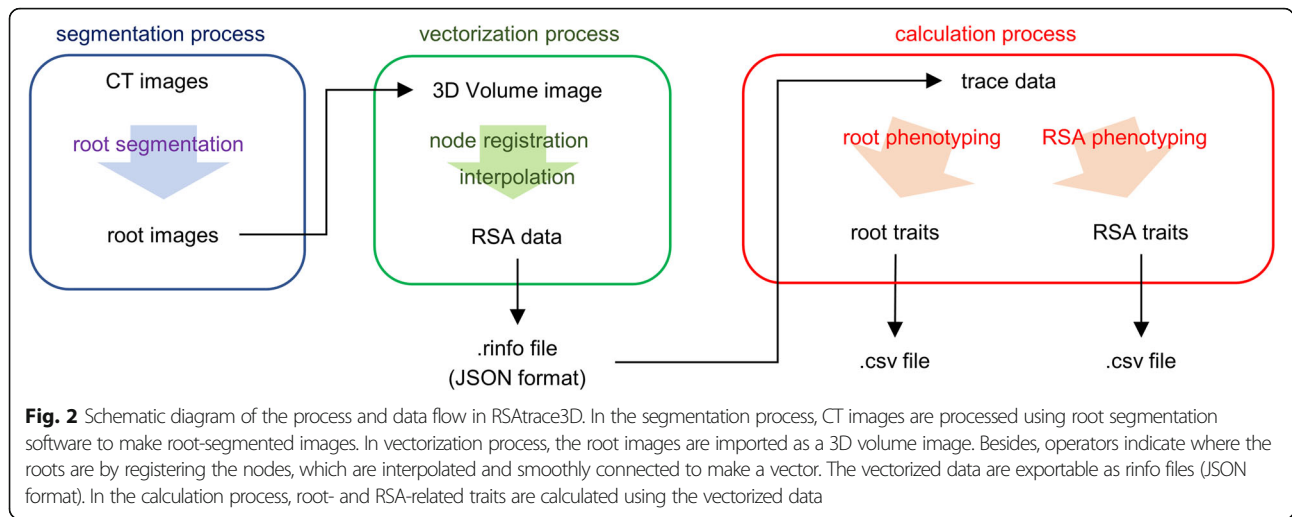 segmentation process
CT images
root segmentation
root images
vectorization process
3D Volume image
node registration
interpolation
RSA data
.rinfo file
(JSON format)
calculation process
trace data
root phenotyping
RSA phenotyping
root traits
RSA traits
.csv file
.csv file
Fig. 2 Schematic diagram of the process and data flow in RSAtrace3D. In the segmentation process, CT images are processed using root segmentation
software to make root-segmented images. In vectorization process, the root images are imported as a 3D volume image. Besides, operators indicate where the
roots are by registering the nodes, which are interpolated and smoothly connected to make a vector. The vectorized data are exportable as rinfo files (JSON
format). In the calculation process, root- and RSA-related traits are calculated using the vectorized data